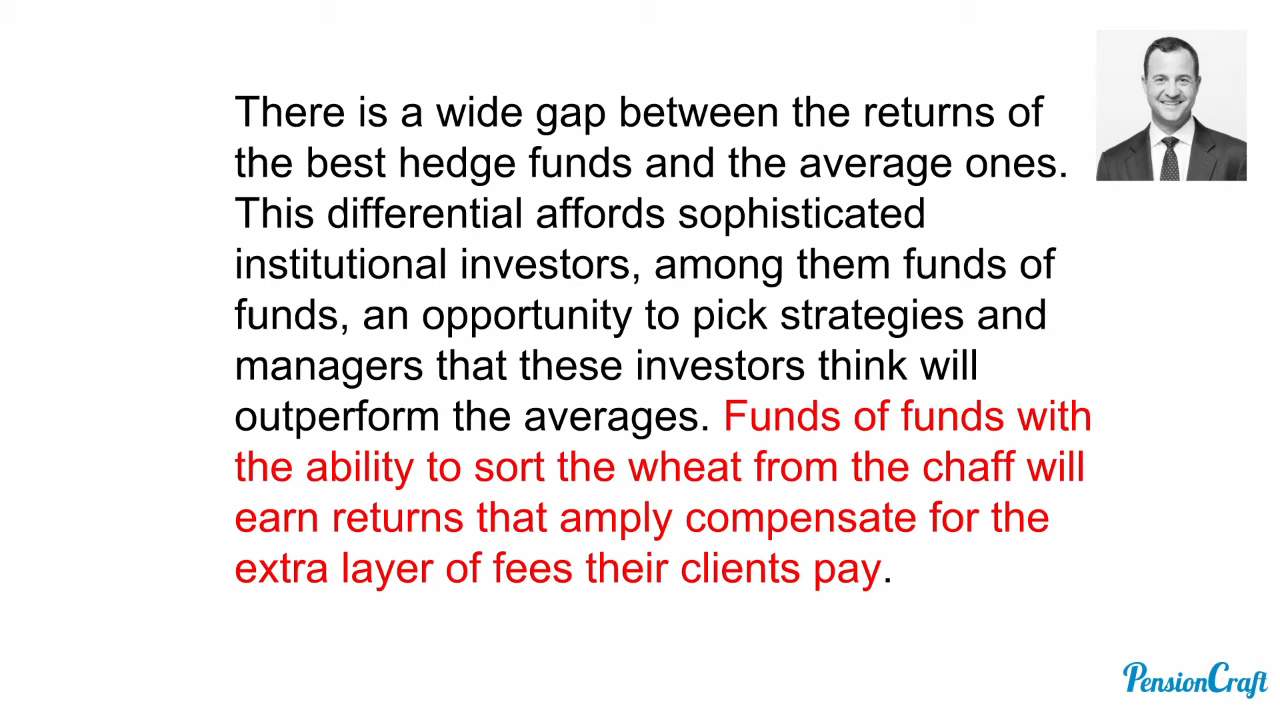 There is a wide gap between the returns of
the best hedge funds and the average ones.
This differential affords sophisticated
institutional investors, among them funds of
funds, an opportunity to pick strategies and
managers that these investors think will
outperform the averages. Funds of funds with
the ability to sort the wheat from the chaff will
earn returns that amply compensate for the
extra layer of fees their clients pay.
PensionCraft